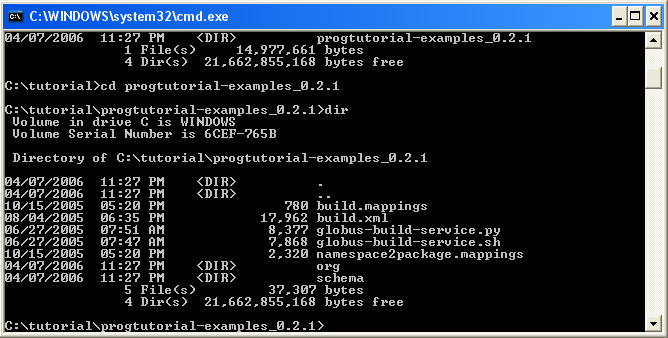 C:\WINDOWS\system32\cmd.exe
04/07/2006  11:27 PM    <DIR>          progtutorial-examples_0.2.1
               1 File(s)     14,977,661 bytes
               4 Dir(s)  21,662,855,168 bytes free
C:\tutorial>cd progtutorial-examples_0.2.1
C:\tutorial\progtutorial-examples_0.2.1>dir
 Volume in drive C is WINDOWS
 Volume Serial Number is 6CEF-765B
 Directory of C:\tutorial\progtutorial-examples_0.2.1
04/07/2006  11:27 PM    <DIR>          .
04/07/2006  11:27 PM    <DIR>          ..
10/15/2005  05:20 PM               780 build.mappings
08/04/2005  06:35 PM            17,962 build.xml
06/27/2005  07:51 AM             8,377 globus-build-service.py
06/27/2005  07:47 AM             7,868 globus-build-service.sh
10/15/2005  05:20 PM             2,320 namespace2package.mappings
04/07/2006  11:27 PM    <DIR>          org
04/07/2006  11:27 PM    <DIR>          schema
               5 File(s)         37,307 bytes
               4 Dir(s)  21,662,855,168 bytes free
C:\tutorial\progtutorial-examples_0.2.1>